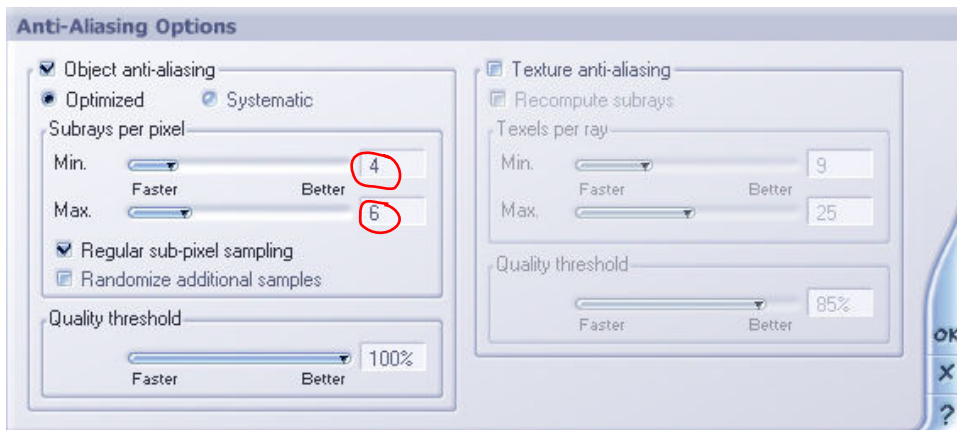 Anti-Aliasing Options
Object anti-aliasing
Optimized Systematic
Subrays per pixel
Min. 4
Faster Better
Max. 6
Regular sub-pixel sampling
Randomize additional samples
Quality threshold
100%
Faster Better
Texture anti-aliasing
Recompute subrays
Texels per ray
Min. 9
Faster Better
Max. 25
Quality threshold
85%
Faster Better
OK
?